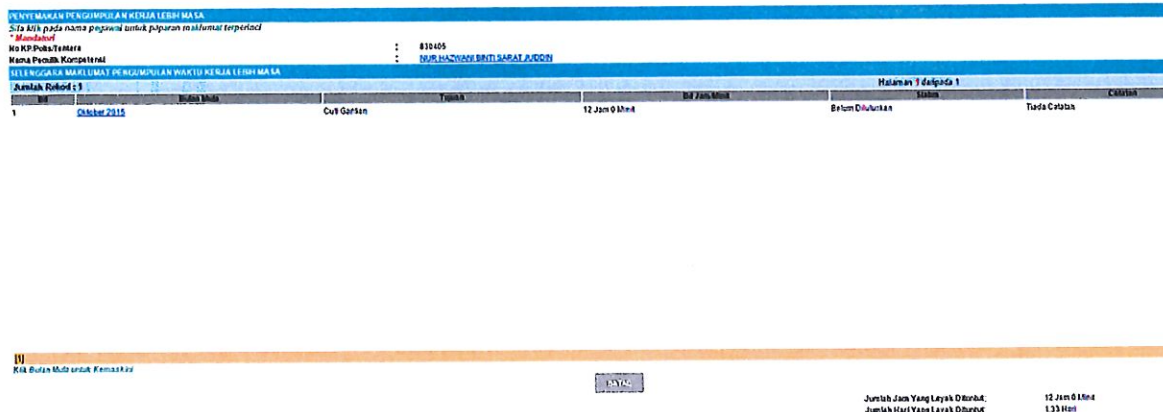 PENYEMAKAN PENGUMPULAN KERJA LEBIH MASA
Sila klik pada nama pegawai untuk paparan maklumat terperinci
* Mandatori
No KP/Polis/Tentera : 830405
Nama Pemilik Kompetensi : NUR HAZWANI BINTI SARAT JUDDIN
SELENGGARA MAKLUMAT PENGUMPULAN WAKTU KERJA LEBIH MASA
Jumlah Rekod : 1 Halaman 1 daripada 1
Bil Bulan Mula Tujuan Bil Jam/Minit Status Catatan
1 Oktober 2015 Cuti Gantian 12 Jam 0 Minit Belum Diluluskan Tiada Catatan
[1]
Klik Bulan Mula untuk Kemaskini
BATAL
Jumlah Jam Yang Layak Dituntut: 12 Jam 0 Minit
Jumlah Hari Yang Layak Dituntut: 1.33 Hari